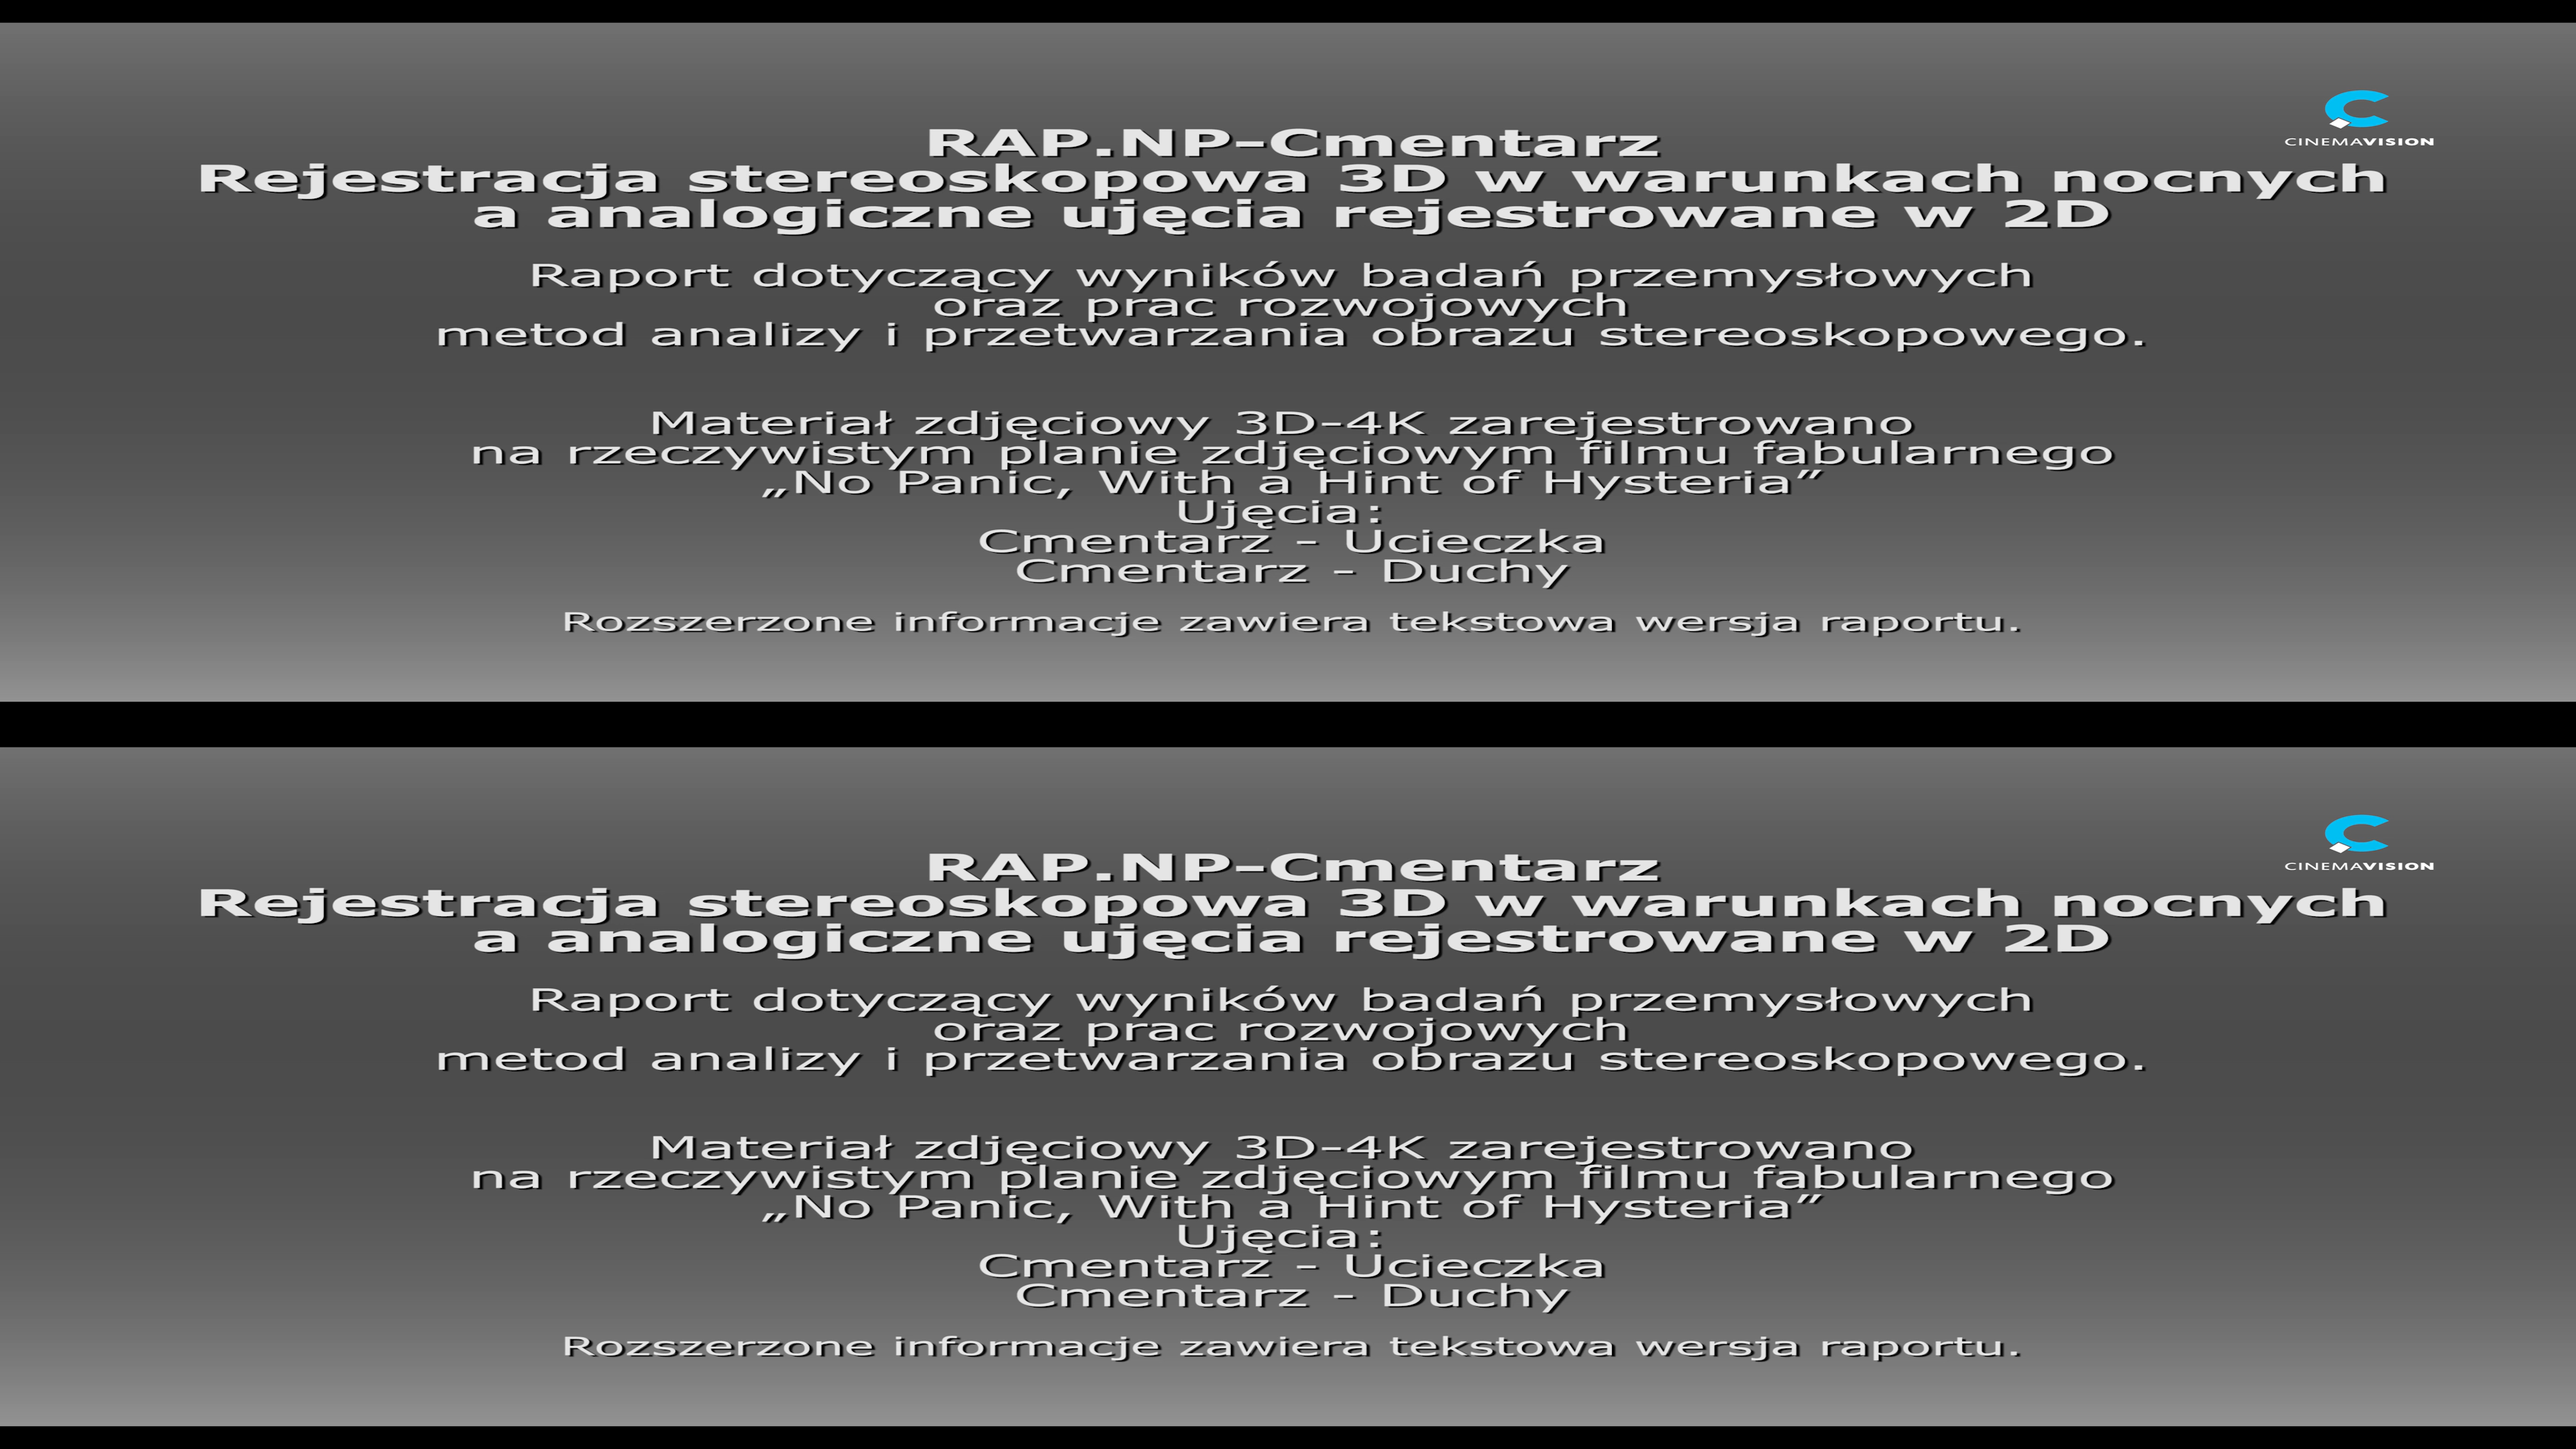 CINEMAVISION
RAP.NP–Cmentarz
Rejestracja stereoskopowa 3D w warunkach nocnych
a analogiczne ujęcia rejestrowane w 2D
Raport dotyczący wyników badań przemysłowych
oraz prac rozwojowych
metod analizy i przetwarzania obrazu stereoskopowego.
Materiał zdjęciowy 3D-4K zarejestrowano
na rzeczywistym planie zdjęciowym filmu fabularnego
„No Panic, With a Hint of Hysteria”
Ujęcia:
Cmentarz - Ucieczka
Cmentarz - Duchy
Rozszerzone informacje zawiera tekstowa wersja raportu.
CINEMAVISION
RAP.NP–Cmentarz
Rejestracja stereoskopowa 3D w warunkach nocnych
a analogiczne ujęcia rejestrowane w 2D
Raport dotyczący wyników badań przemysłowych
oraz prac rozwojowych
metod analizy i przetwarzania obrazu stereoskopowego.
Materiał zdjęciowy 3D-4K zarejestrowano
na rzeczywistym planie zdjęciowym filmu fabularnego
„No Panic, With a Hint of Hysteria”
Ujęcia:
Cmentarz - Ucieczka
Cmentarz - Duchy
Rozszerzone informacje zawiera tekstowa wersja raportu.